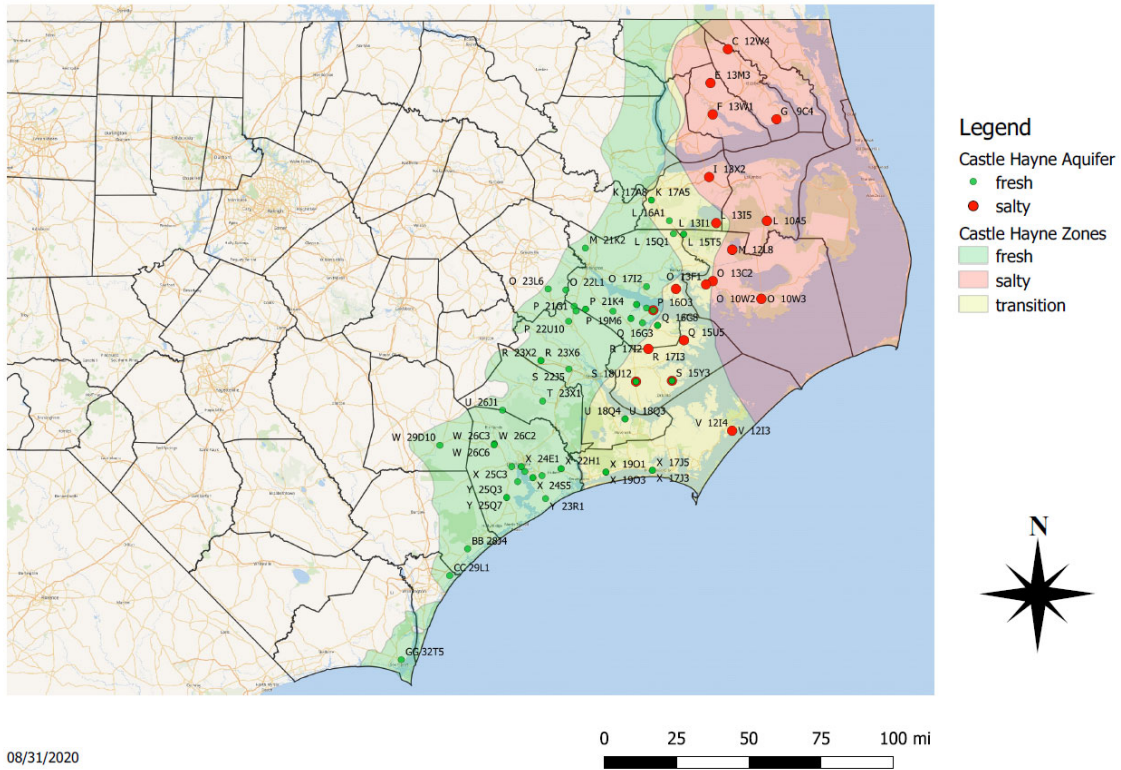 C 12W4
E 13M3
F 13W1
G 9C4
I 13X2
K 17A8 K 17A5
L 16A1
L 13I1 L 13I5
L 10A5
L 15Q1 L 15T5
M 21K2
M 12L8
O 23L6
O 22L1
O 17I2
O 13F1
O 13C2
O 10W2 O 10W3
P 21G1
P 21K4
P 16O3
P 22U10
P 19M6
Q 16G8
Q 16G3
Q 15U5
R 23X2 R 23X6
R 17I2
R 17I3
S 22J5
S 18U12
S 15Y3
T 23X1
U 26J1
U 18Q4 U 18Q3
V 12I4
V 12I3
W 29D10
W 26C3 W 26C2
W 26C6
X 24E1
X 22H1
X 19O1
X 17J5
X 25C3
X 24S5
X 19O3
X 17J3
Y 25Q3
Y 25Q7
Y 23R1
BB 28J4
CC 29L1
GG 32T5
Legend
Castle Hayne Aquifer
fresh
salty
Castle Hayne Zones
fresh
salty
transition
N
0 25 50 75 100 mi
08/31/2020